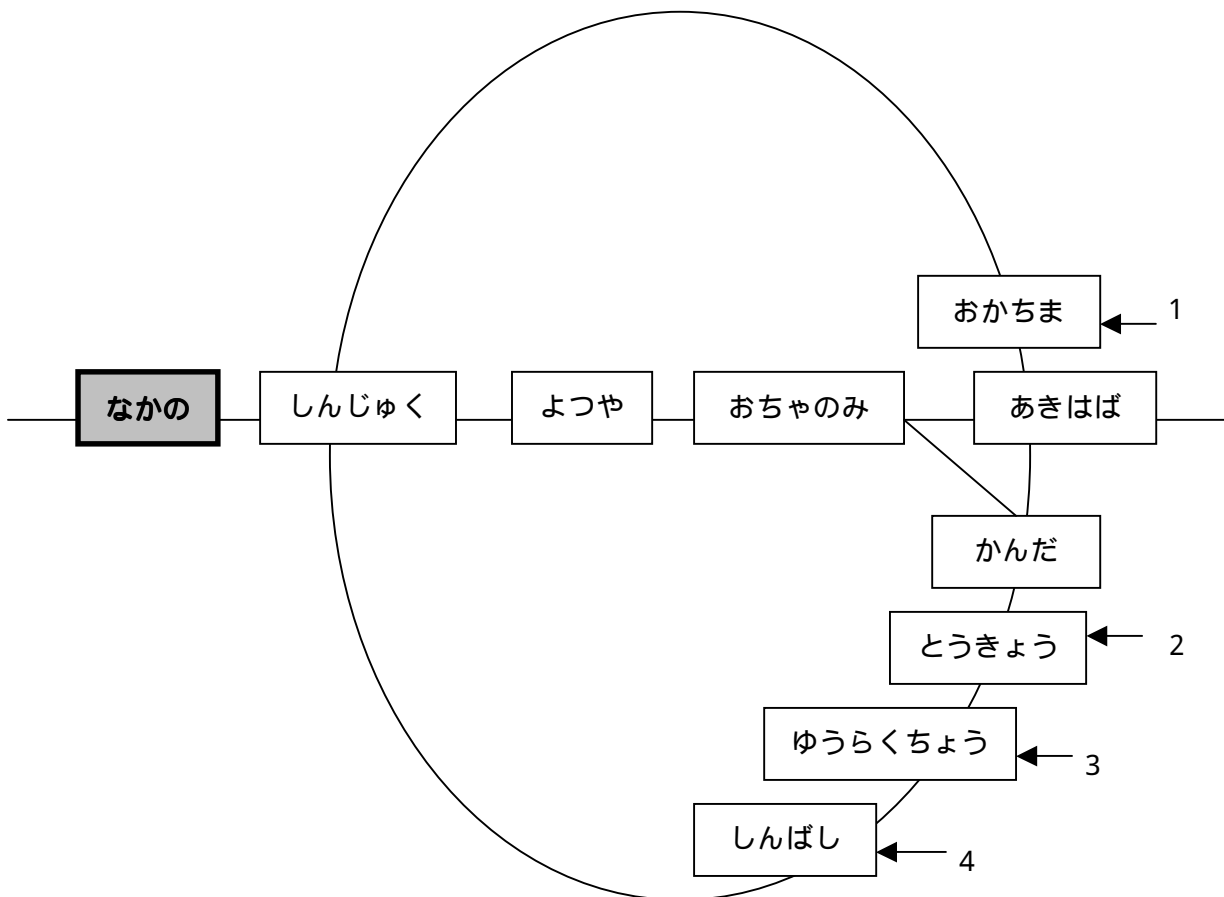 おかちま
1
なかの
しんじゅく
よつや
おちゃのみ
あきはば
かんだ
とうきょう
2
ゆうらくちょう
3
しんばし
4